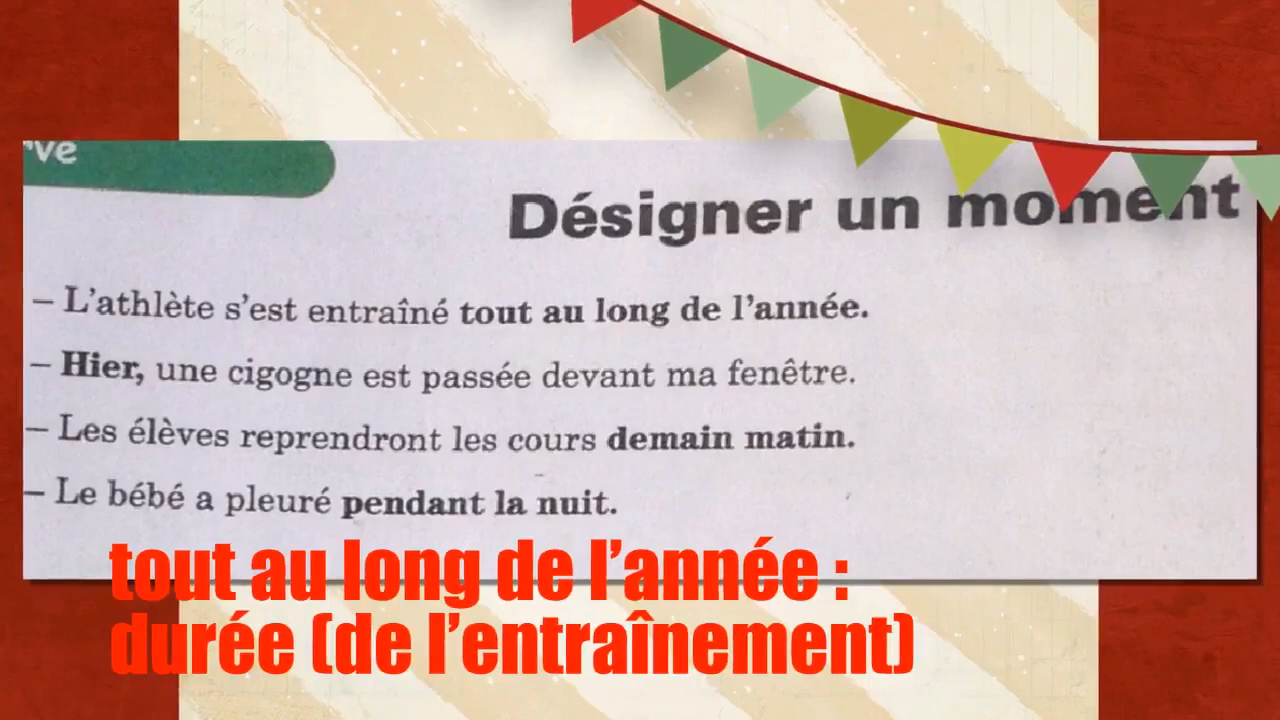 rve
Désigner un moment
– L'athlète s'est entraîné tout au long de l'année.
– Hier, une cigogne est passée devant ma fenêtre.
– Les élèves reprendront les cours demain matin.
– Le bébé a pleuré pendant la nuit.
tout au long de l'année :
durée (de l'entraînement)